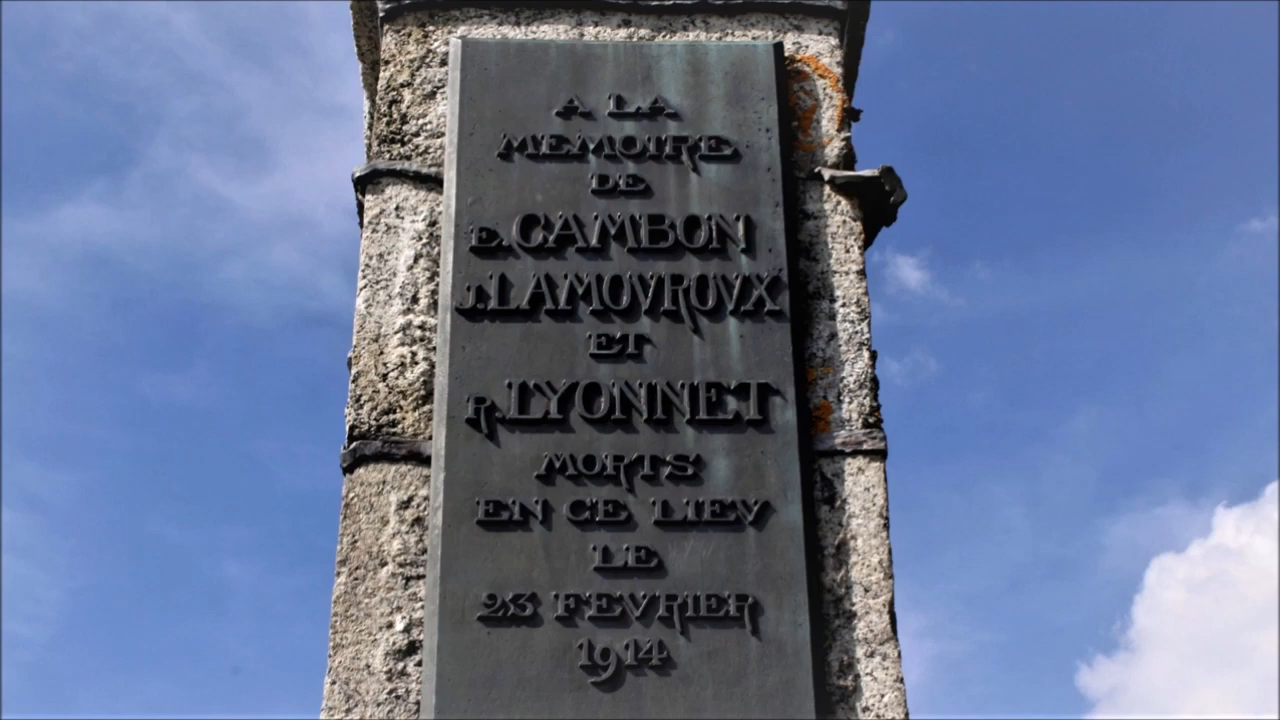 A LA
MEMOIRE
DE
E. CAMBON
J. LAMOVROVX
ET
R. LYONNET
MORTS
EN CE LIEV
LE
23 FEVRIER
1914